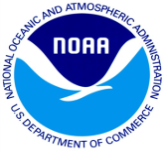 NATIONAL OCEANIC AND ATMOSPHERIC ADMINISTRATION
NOAA
U.S. DEPARTMENT OF COMMERCE